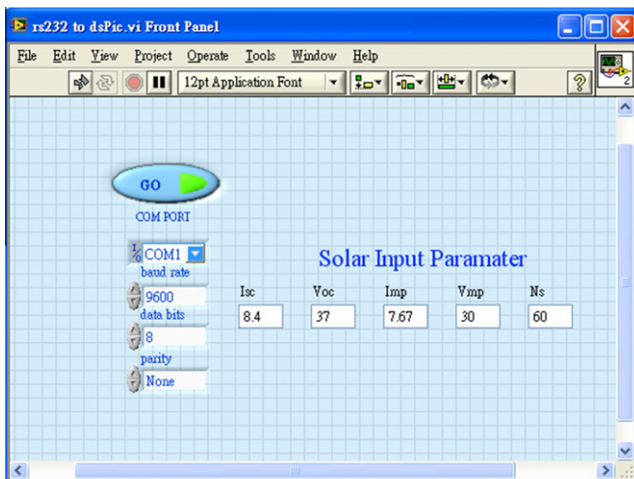 rs232 to dsPic.vi Front Panel
File Edit View Project Operate Tools Window Help
12pt Application Font
2
GO
COM PORT
COM1
baud rate
9600
data bits
8
parity
None
Solar Input Paramater
Isc Voc Imp Vmp Ns
8.4 37 7.67 30 60